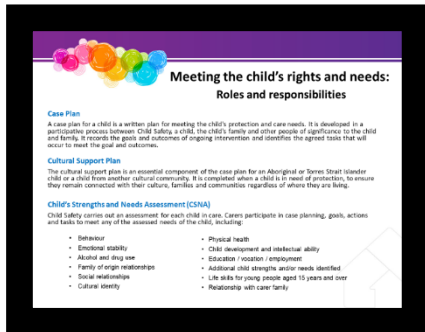 Meeting the child's rights and needs:
Roles and responsibilities
Case Plan
A case plan for a child is a written plan for meeting the child's protection and care needs. It is developed in a
participative process between Child Safety, a child, the child's family and other people of significance to the child
and family. It records the goals and outcomes of ongoing intervention and identifies the agreed tasks that will
occur to meet the goal and outcomes.
Cultural Support Plan
The cultural support plan is an essential component of the case plan for an Aboriginal or Torres Strait Islander
child or a child from another cultural community. It is completed when a child is in need of protection, to ensure
they remain connected with their culture, families and communities regardless of where they are living.
Child's Strengths and Needs Assessment (CSNA)
Child Safety carries out an assessment for each child in care. Carers participate in case planning, goals, actions
and tasks to meet any of the assessed needs of the child, including:
• Behaviour
• Emotional stability
• Alcohol and drug use
• Family of origin relationships
• Social relationships
• Cultural identity
• Physical health
• Child development and intellectual ability
• Education / vocation / employment
• Additional child strengths and/or needs identified
• Life skills for young people aged 15 years and over
• Relationship with carer family